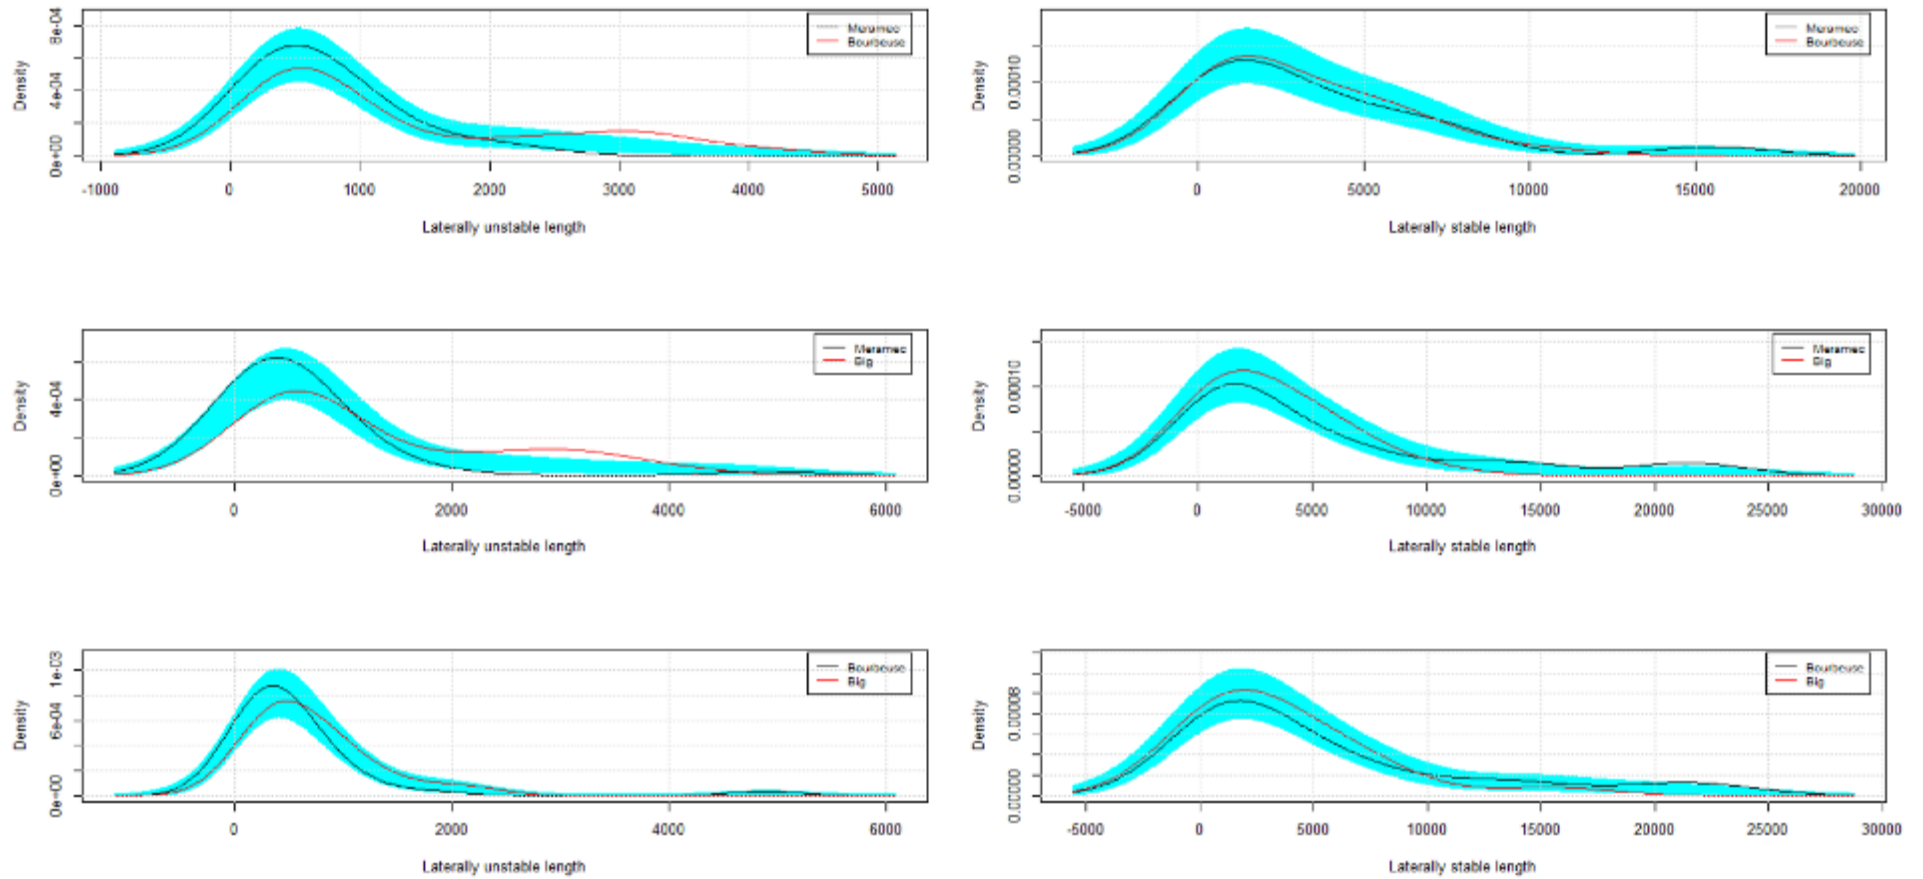 Density
8e-04
4e-04
0e+00
Meramec
Bourbeuse
-1000 0 1000 2000 3000 4000 5000
Laterally unstable length
Density
0.00010
0.00000
Meramec
Bourbeuse
0 5000 10000 15000 20000
Laterally stable length
Density
4e-04
0e+00
Meramec
Big
0 2000 4000 6000
Laterally unstable length
Density
0.00010
0.00000
Meramec
Big
-5000 0 5000 10000 15000 20000 25000 30000
Laterally stable length
Density
1e-03
6e-04
0e+00
Bourbeuse
Big
0 2000 4000 6000
Laterally unstable length
Density
0.00008
0.00000
Bourbeuse
Big
-5000 0 5000 10000 15000 20000 25000 30000
Laterally stable length